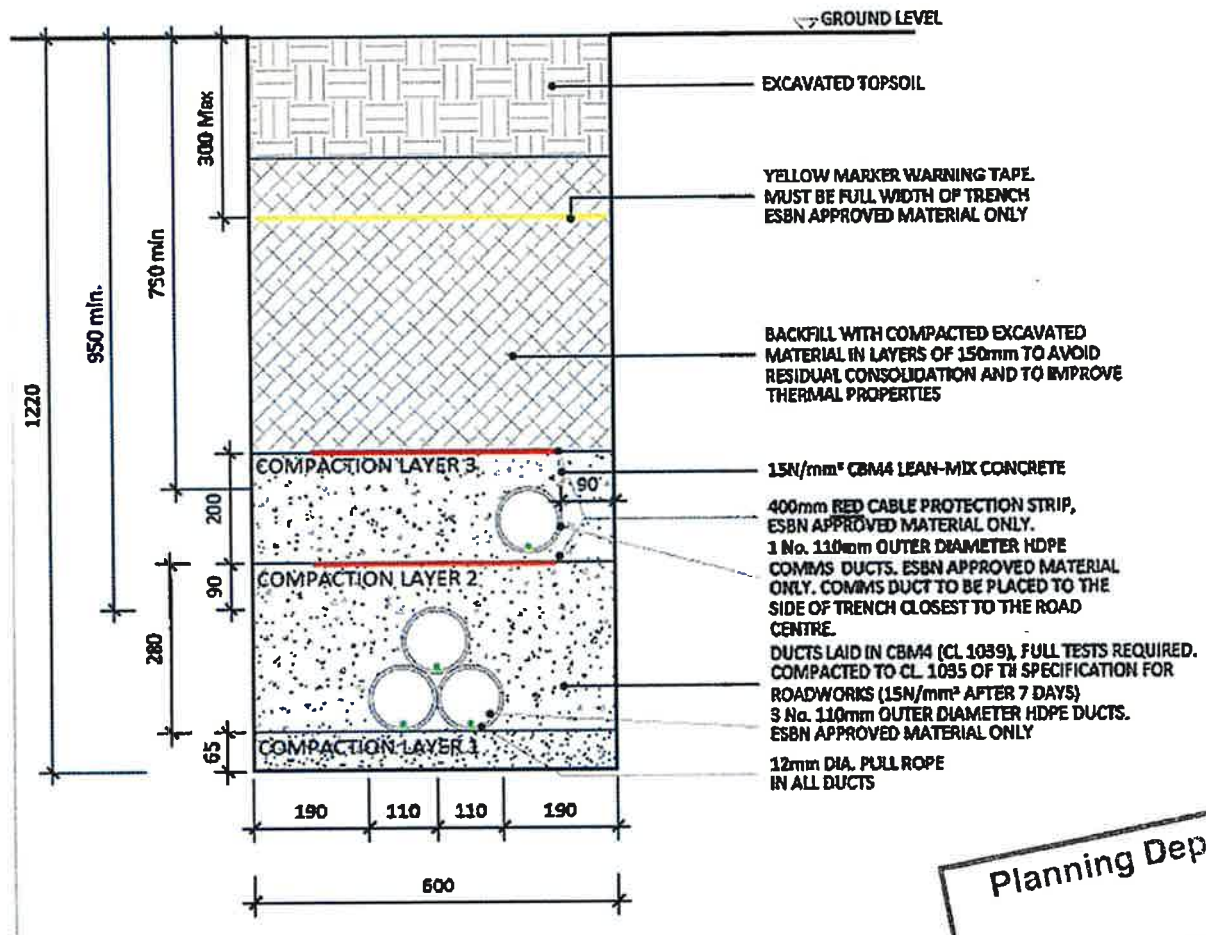 GROUND LEVEL
EXCAVATED TOPSOIL
YELLOW MARKER WARNING TAPE.
MUST BE FULL WIDTH OF TRENCH
ESBN APPROVED MATERIAL ONLY
BACKFILL WITH COMPACTED EXCAVATED
MATERIAL IN LAYERS OF 150mm TO AVOID
RESIDUAL CONSOLIDATION AND TO IMPROVE
THERMAL PROPERTIES
15N/mm² CBM4 LEAN-MIX CONCRETE
400mm RED CABLE PROTECTION STRIP,
ESBN APPROVED MATERIAL ONLY.
1 No. 110mm OUTER DIAMETER HDPE
COMMS DUCTS. ESBN APPROVED MATERIAL
ONLY. COMMS DUCT TO BE PLACED TO THE
SIDE OF TRENCH CLOSEST TO THE ROAD
CENTRE.
DUCTS LAID IN CBM4 (CL 1039), FULL TESTS REQUIRED.
COMPACTED TO CL. 1035 OF TII SPECIFICATION FOR
ROADWORKS (15N/mm² AFTER 7 DAYS)
3 No. 110mm OUTER DIAMETER HDPE DUCTS.
ESBN APPROVED MATERIAL ONLY
12mm DIA. PULL ROPE
IN ALL DUCTS
1220
950 min.
750 min
300 Max
200
90
280
65
COMPACTION LAYER 3
90
COMPACTION LAYER 2
COMPACTION LAYER 1
190
110
110
190
600
Planning Dep